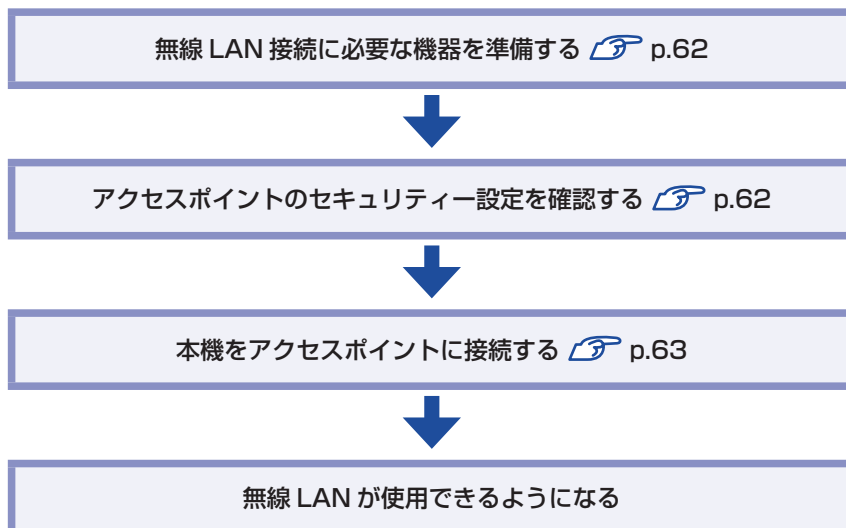 無線 LAN 接続に必要な機器を準備する p.62
アクセスポイントのセキュリティー設定を確認する p.62
本機をアクセスポイントに接続する p.63
無線 LAN が使用できるようになる